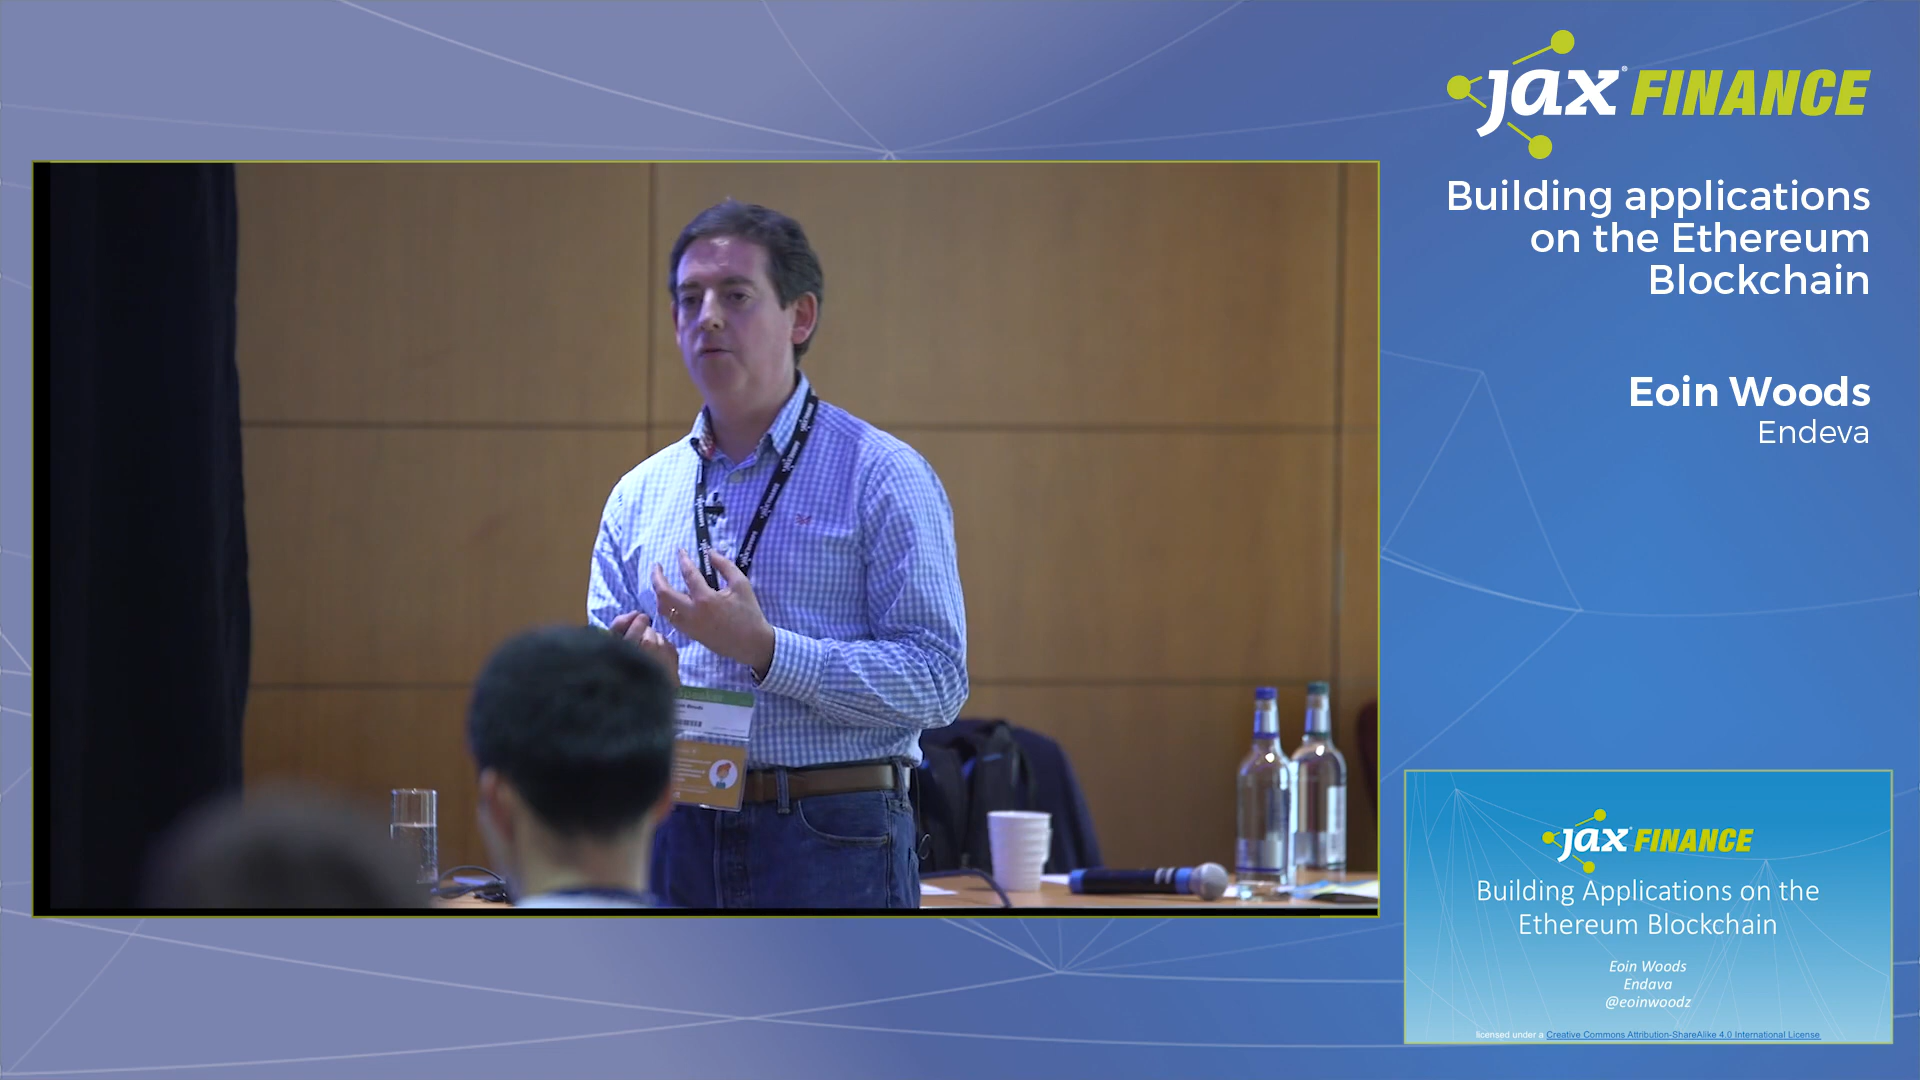 jax® FINANCE
Building applications
on the Ethereum
Blockchain
Eoin Woods
Endeva
Speaker
jax® FINANCE
Building Applications on the
Ethereum Blockchain
Eoin Woods
Endava
@eoinwoodz
licensed under a Creative Commons Attribution-ShareAlike 4.0 International License